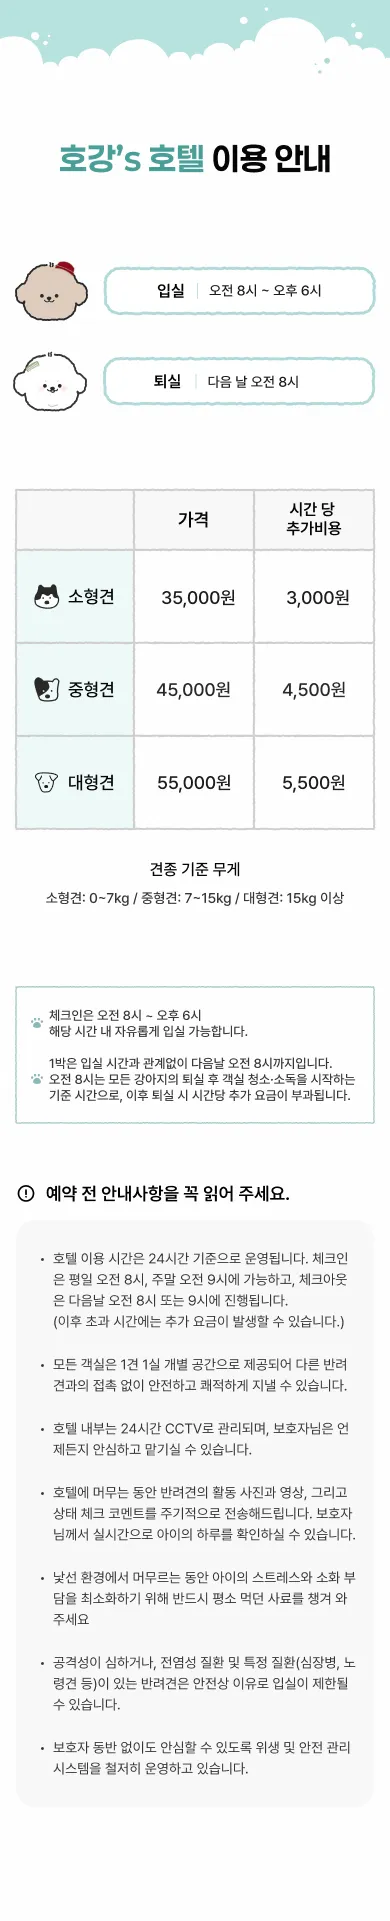 호강's 호텔 이용 안내
입실 오전 8시 ~ 오후 6시
퇴실 다음 날 오전 8시
가격 시간 당 추가비용
소형견 35,000원 3,000원
중형견 45,000원 4,500원
대형견 55,000원 5,500원
견종 기준 무게
소형견: 0~7kg / 중형견: 7~15kg / 대형견: 15kg 이상
체크인은 오전 8시 ~ 오후 6시
해당 시간 내 자유롭게 입실 가능합니다.
1박은 입실 시간과 관계없이 다음날 오전 8시까지입니다.
오전 8시는 모든 강아지의 퇴실 후 객실 청소·소독을 시작하는
기준 시간으로, 이후 퇴실 시 시간당 추가 요금이 부과됩니다.
예약 전 안내사항을 꼭 읽어 주세요.
• 호텔 이용 시간은 24시간 기준으로 운영됩니다. 체크인
은 평일 오전 8시, 주말 오전 9시에 가능하고, 체크아웃
은 다음날 오전 8시 또는 9시에 진행됩니다.
(이후 초과 시간에는 추가 요금이 발생할 수 있습니다.)
• 모든 객실은 1견 1실 개별 공간으로 제공되어 다른 반려
견과의 접촉 없이 안전하고 쾌적하게 지낼 수 있습니다.
• 호텔 내부는 24시간 CCTV로 관리되며, 보호자님은 언
제든지 안심하고 맡기실 수 있습니다.
• 호텔에 머무는 동안 반려견의 활동 사진과 영상, 그리고
상태 체크 코멘트를 주기적으로 전송해드립니다. 보호자
님께서 실시간으로 아이의 하루를 확인하실 수 있습니다.
• 낯선 환경에서 머무르는 동안 아이의 스트레스와 소화 부
담을 최소화하기 위해 반드시 평소 먹던 사료를 챙겨 와
주세요
• 공격성이 심하거나, 전염성 질환 및 특정 질환(심장병, 노
령견 등)이 있는 반려견은 안전상 이유로 입실이 제한될
수 있습니다.
• 보호자 동반 없이도 안심할 수 있도록 위생 및 안전 관리
시스템을 철저히 운영하고 있습니다.